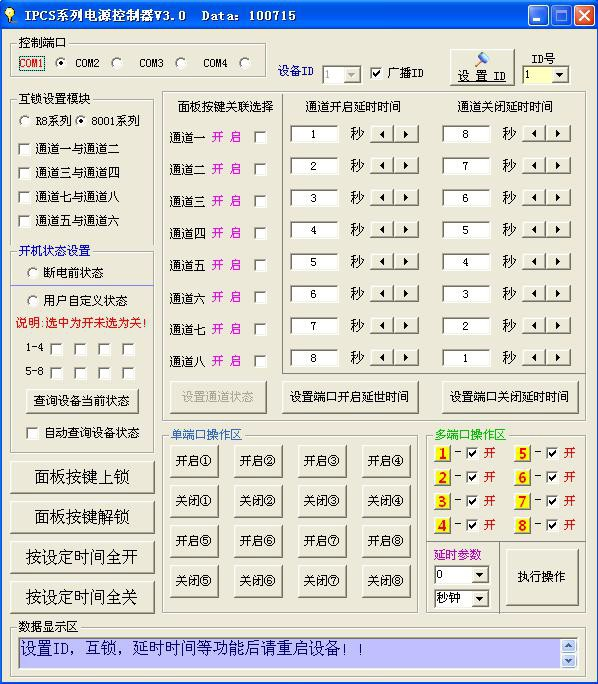 IPCS系列电源控制器V3.0 Data: 100715
控制端口
COM1 COM2 COM3 COM4
设备ID 1 广播ID
设置ID
ID号
1
互锁设置模块
R8系列 8001系列
通道一与通道二
通道三与通道四
通道七与通道八
通道五与通道六
开机状态设置
断电前状态
用户自定义状态
说明:选中为开未选为关!
1-4
5-8
查询设备当前状态
自动查询设备状态
面板按键上锁
面板按键解锁
按设定时间全开
按设定时间全关
面板按键关联选择 通道开启延时时间 通道关闭延时时间
通道一 开 启 1 秒 8 秒
通道二 开 启 2 秒 7 秒
通道三 开 启 3 秒 6 秒
通道四 开 启 4 秒 5 秒
通道五 开 启 5 秒 4 秒
通道六 开 启 6 秒 3 秒
通道七 开 启 7 秒 2 秒
通道八 开 启 8 秒 1 秒
设置通道状态 设置端口开启延世时间 设置端口关闭延时时间
单端口操作区
开启① 开启② 开启③ 开启④
关闭① 关闭② 关闭③ 关闭④
开启⑤ 开启⑥ 开启⑦ 开启⑧
关闭⑤ 关闭⑥ 关闭⑦ 关闭⑧
多端口操作区
1 - 开 5 - 开
2 - 开 6 - 开
3 - 开 7 - 开
4 - 开 8 - 开
延时参数
0
秒钟
执行操作
数据显示区
设置ID, 互锁, 延时时间等功能后请重启设备! !